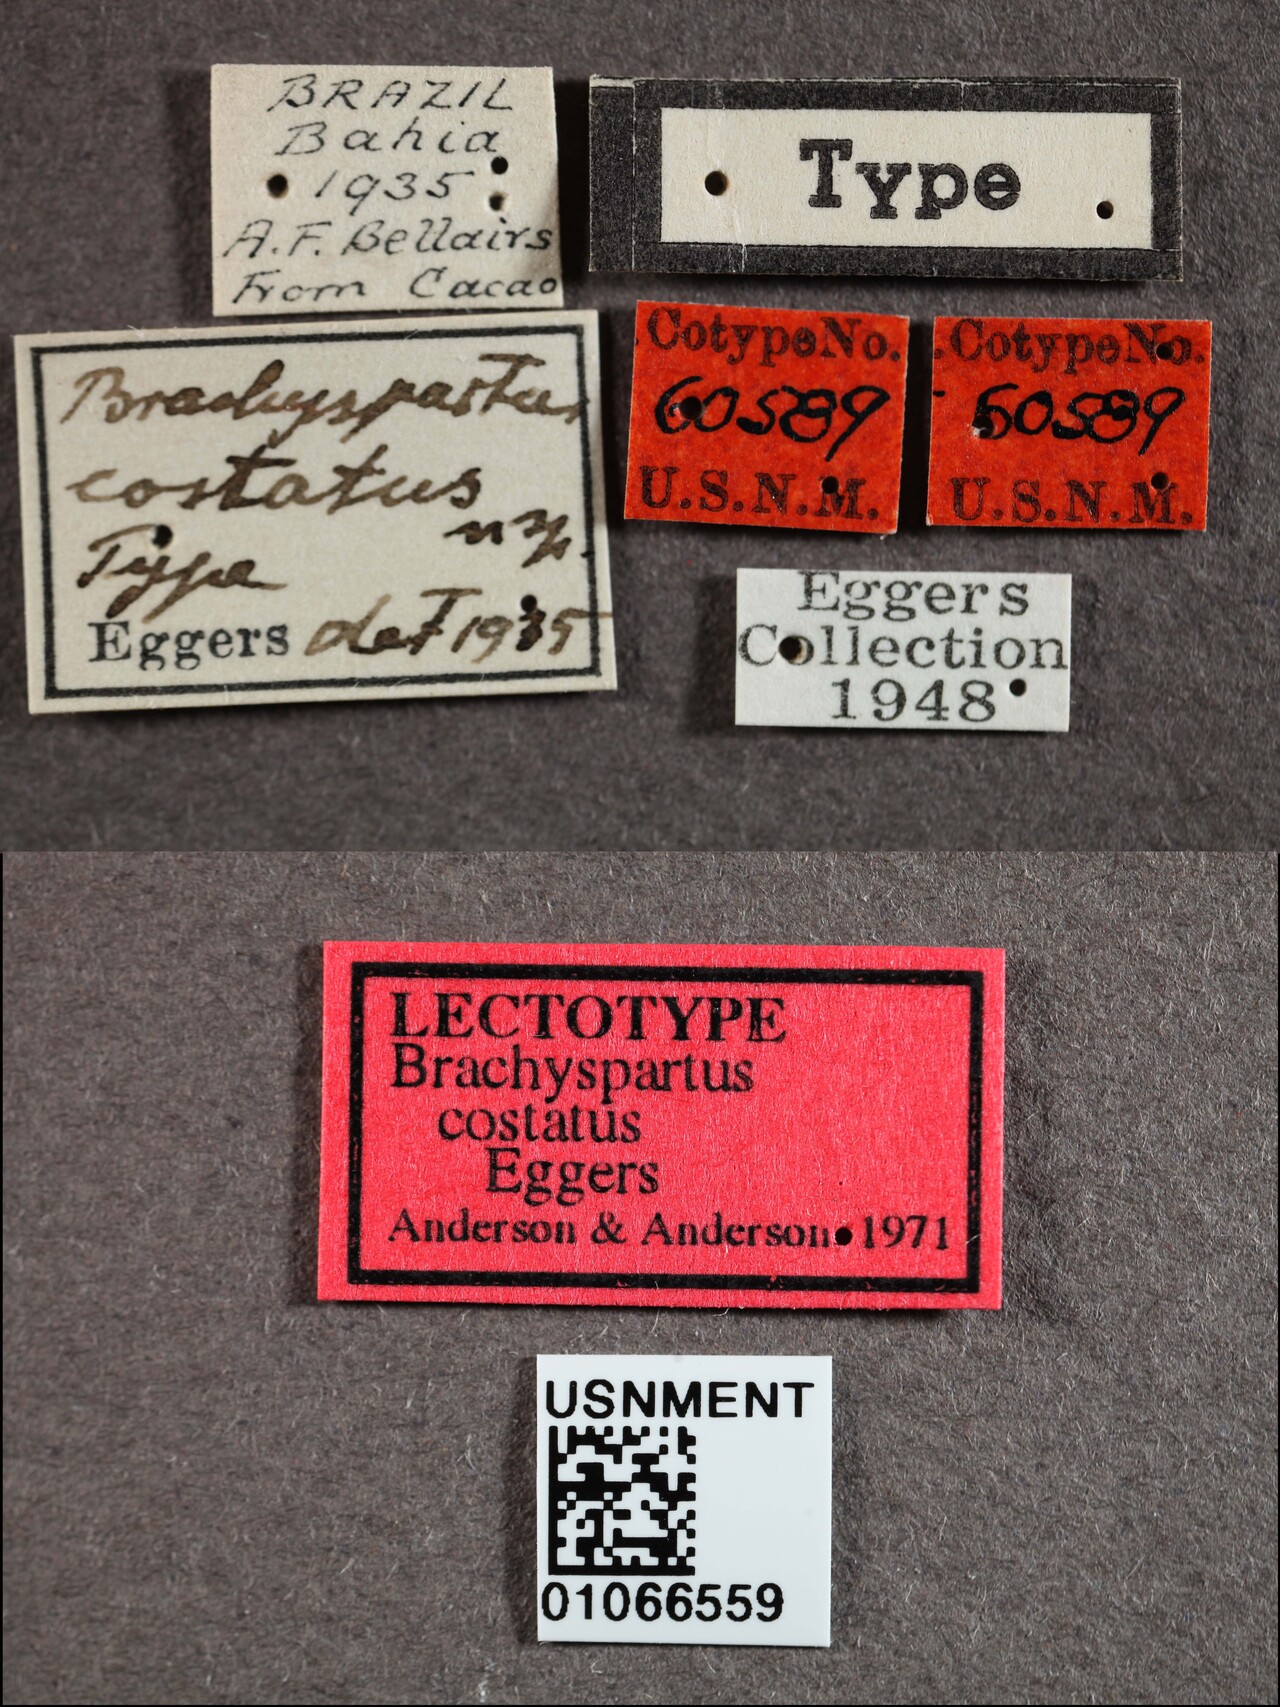 BRAZIL
Bahia
1935
A.F. Bellairs
From Cacao
Type
Brachyspartus
costatus
n sp.
Type
Eggers det 1935
Cotype No.
60589
U.S.N.M.
Cotype No.
60589
U.S.N.M.
Eggers
Collection
1948
LECTOTYPE
Brachyspartus
costatus
Eggers
Anderson & Anderson 1971
USNMENT
01066559